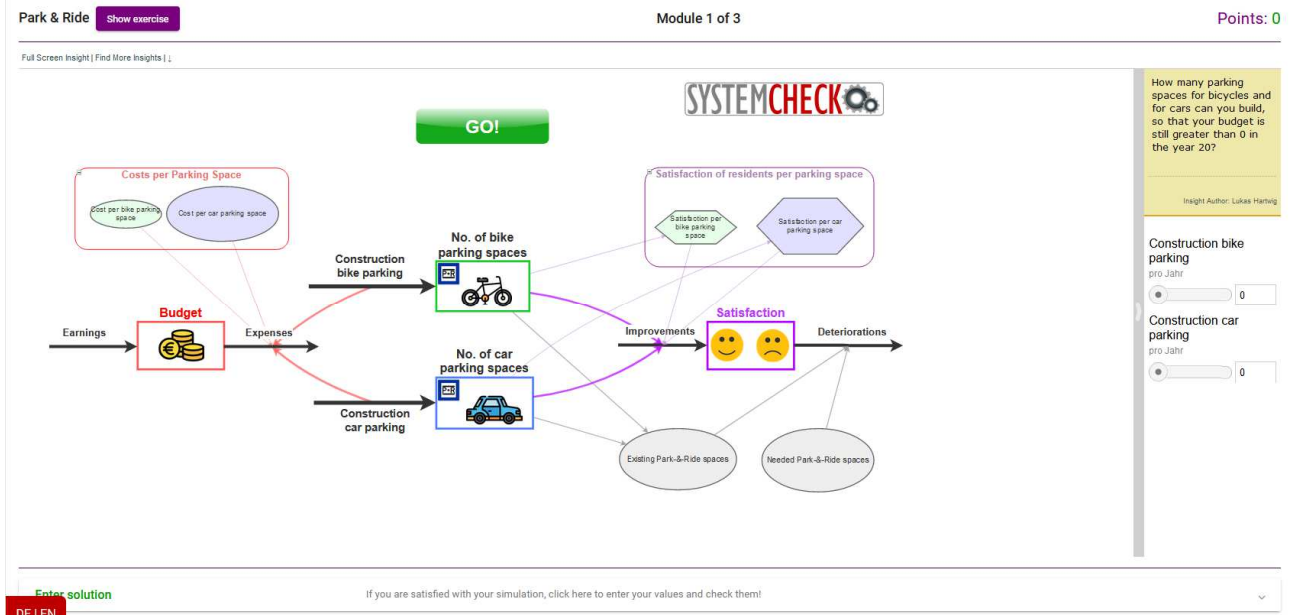 Park & Ride
Show exercise
Module 1 of 3
Points: 0
Full Screen Insight | Find More Insights | ↓
SYSTEMCHECK
GO!
Costs per Parking Space
Cost per bike parking
space
Cost per car parking space
Satisfaction of residents per parking space
Satisfaction per
bike parking
space
Satisfaction per car
parking space
No. of bike
parking spaces
P+R
Construction
bike parking
Budget
Earnings
Expenses
Improvements
Satisfaction
Deteriorations
No. of car
parking spaces
P+R
Construction
car parking
Existing Park-&-Ride spaces
Needed Park-&-Ride spaces
How many parking
spaces for bicycles and
for cars can you build,
so that your budget is
still greater than 0 in
the year 20?
Insight Author: Lukas Hartwig
Construction bike
parking
pro Jahr
0
Construction car
parking
pro Jahr
0
Enter solution
If you are satisfied with your simulation, click here to enter your values and check them!
DE | EN